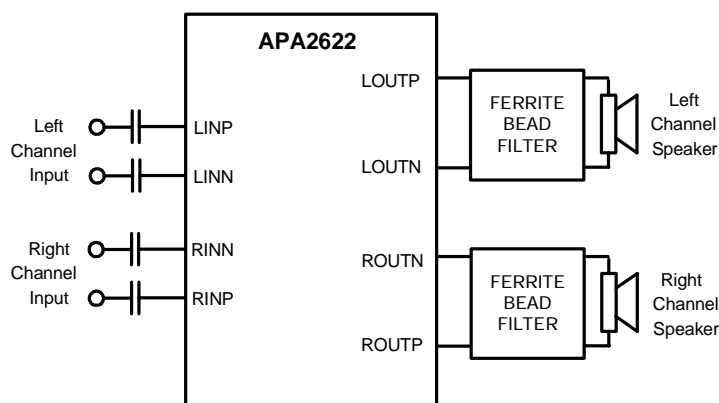 APA2622
Left
Channel
Input
LINP
LINN
Right
Channel
Input
RINN
RINP
LOUTP
LOUTN
FERRITE
BEAD
FILTER
Left
Channel
Speaker
ROUTN
ROUTP
FERRITE
BEAD
FILTER
Right
Channel
Speaker